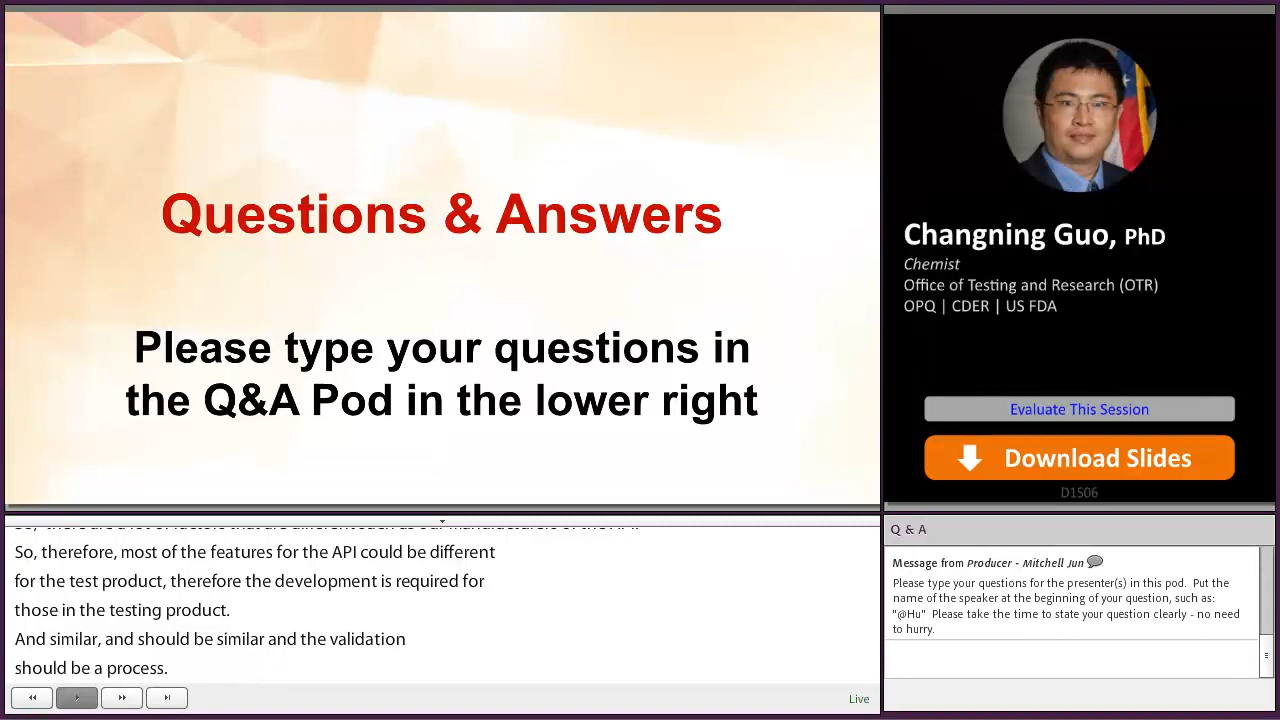 Questions & Answers
Please type your questions in
the Q&A Pod in the lower right
Changning Guo, PhD
Chemist
Office of Testing and Research (OTR)
OPQ | CDER | US FDA
Evaluate This Session
Download Slides
D1S06
So, therefore, most of the features for the API could be different
for the test product, therefore the development is required for
those in the testing product.
And similar, and should be similar and the validation
should be a process.
Live
Q & A
Message from Producer - Mitchell Jun
Please type your questions for the presenter(s) in this pod. Put the
name of the speaker at the beginning of your question, such as:
"@Hu" Please take the time to state your question clearly - no need
to hurry.